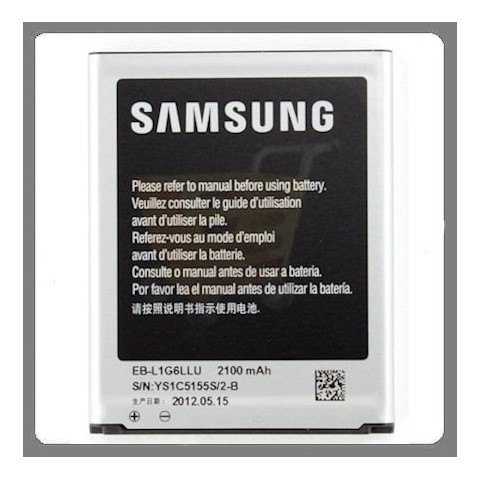 SAMSUNG
Please refer to manual before using battery.
Veuillez consulter le guide d'utilisation
avant d'utiliser la pile.
Referez-vous au mode d'emploi
avant d'utiliser la batterie.
Consulte o manual antes de usar a bateria.
Por favor lea el manual antes de utilizar la batería.
请按照说明书指示使用电池.
EB-L1G6LLU 2100 mAh
S/N:YS1C5155S/2-B
生产日期: 2012.05.15